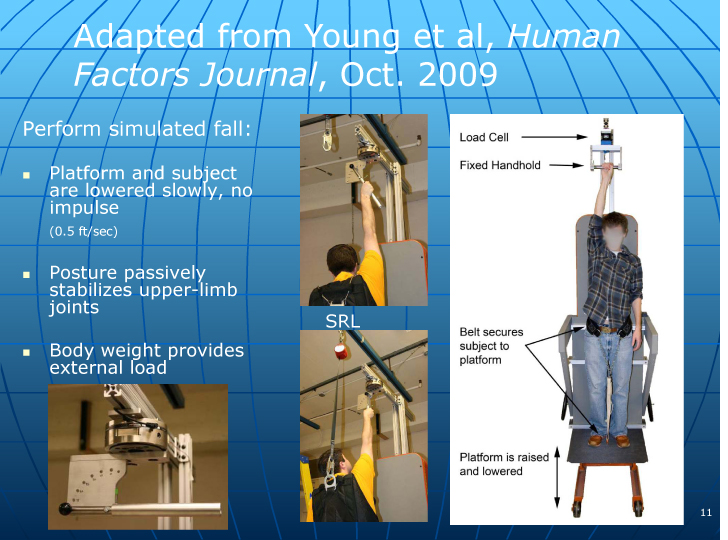 Adapted from Young et al, Human
Factors Journal, Oct. 2009
Perform simulated fall:
Platform and subject
are lowered slowly, no
impulse
(0.5 ft/sec)
Posture passively
stabilizes upper-limb
joints
Body weight provides
external load
SRL
Load Cell
Fixed Handhold
Belt secures
subject to
platform
Platform is raised
and lowered
11